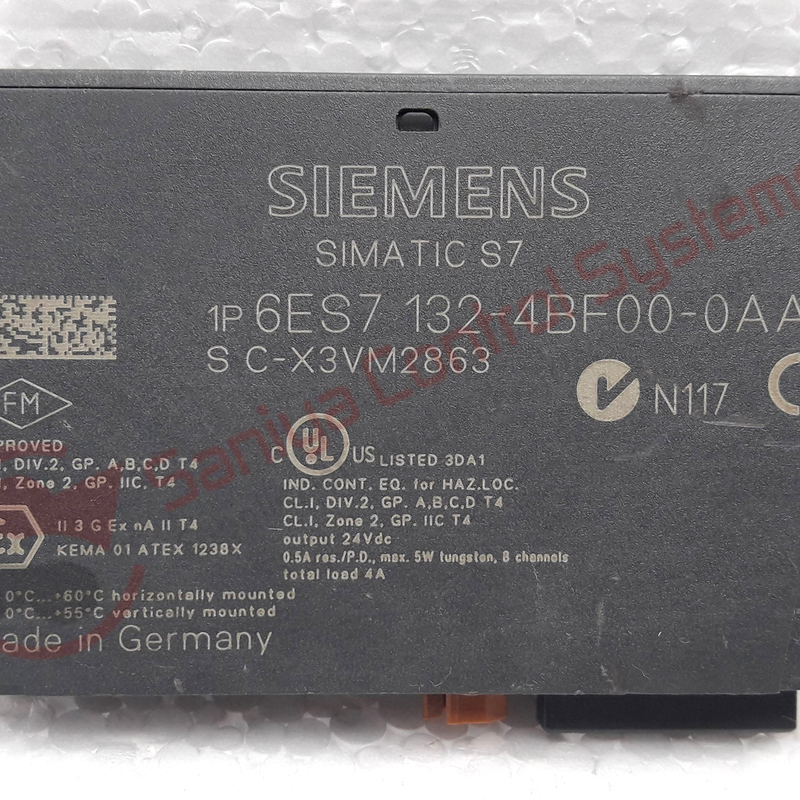 SIEMENS
SIMATIC S7
1P 6ES7 132-4BF00-0AA
S C-X3VM2863
N117
FM
PROVED
I, DIV.2, GP. A,B,C,D T4
I, Zone 2, GP. IIC, T4
C UL US LISTED 3DA1
IND. CONT. EQ. for HAZ.LOC.
CL.I, DIV.2, GP. A,B,C,D T4
CL.I, Zone 2, GP. IIC T4
output 24Vdc
0.5A res./P.D., max. 5W tungsten, 8 channels
total load 4A
εx
II 3 G Ex nA II T4
KEMA 01 ATEX 1238X
0°C...+60°C horizontally mounted
0°C...+55°C vertically mounted
ade in Germany
Saniya Control Systems